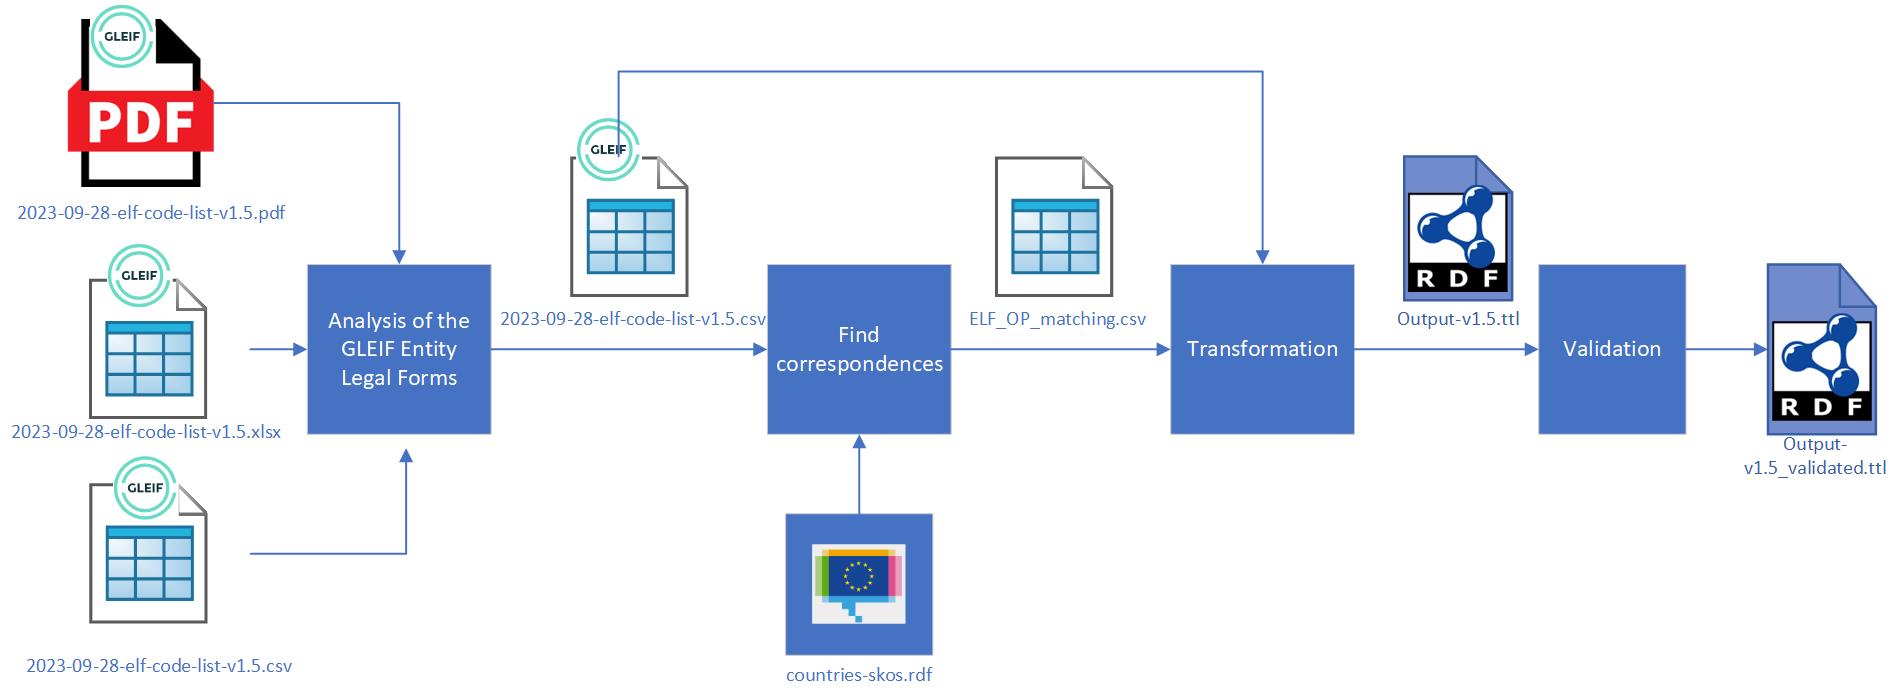 GLEIF
PDF
2023-09-28-elf-code-list-v1.5.pdf
GLEIF
2023-09-28-elf-code-list-v1.5.xlsx
GLEIF
2023-09-28-elf-code-list-v1.5.csv
Analysis of the
GLEIF Entity
Legal Forms
GLEIF
2023-09-28-elf-code-list-v1.5.csv
Find
correspondences
countries-skos.rdf
ELF_OP_matching.csv
Transformation
RDF
Output-v1.5.ttl
Validation
RDF
Output-
v1.5_validated.ttl